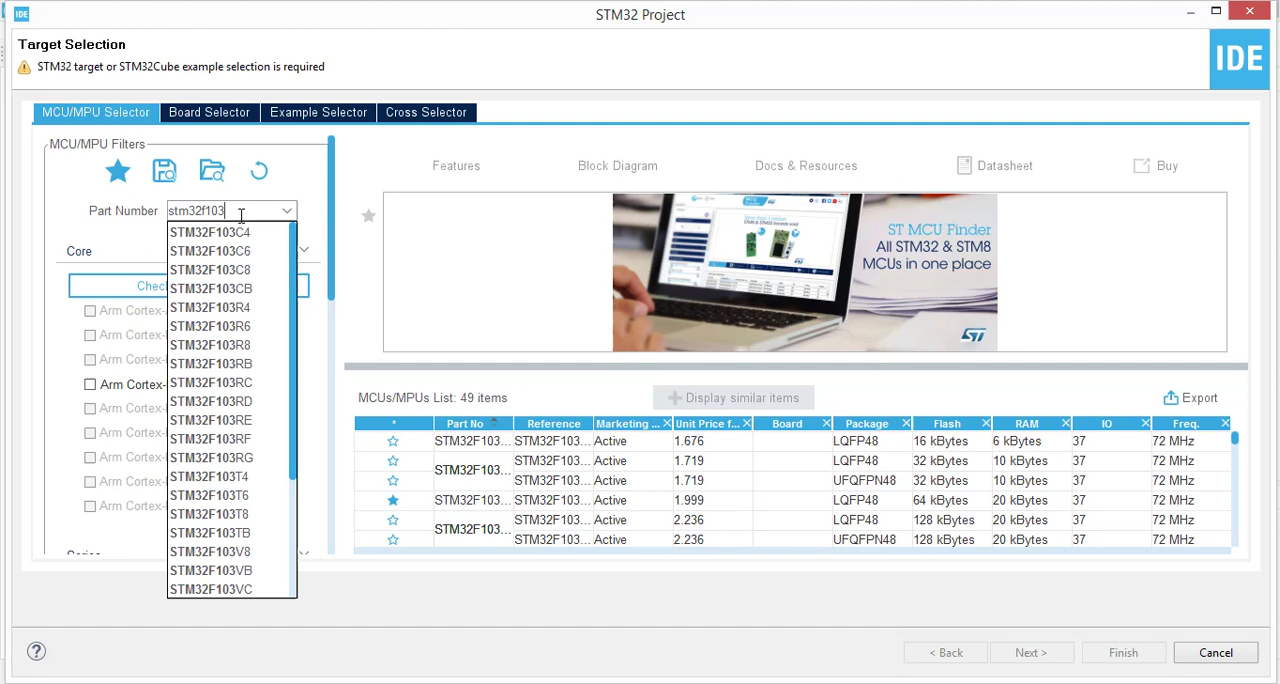 IDE
STM32 Project
Target Selection
STM32 target or STM32Cube example selection is required
IDE
MCU/MPU Selector
Board Selector
Example Selector
Cross Selector
MCU/MPU Filters
Part Number
stm32f103
STM32F103C4
STM32F103C6
STM32F103C8
STM32F103CB
STM32F103R4
STM32F103R6
STM32F103R8
STM32F103RB
STM32F103RC
STM32F103RD
STM32F103RE
STM32F103RF
STM32F103RG
STM32F103T4
STM32F103T6
STM32F103T8
STM32F103TB
STM32F103V8
STM32F103VB
STM32F103VC
Core
Arm Cortex-
Arm Cortex-
Arm Cortex-
Arm Cortex-
Arm Cortex-
Arm Cortex-
Arm Cortex-
Arm Cortex-
Arm Cortex-
Series
Features
Block Diagram
Docs & Resources
Datasheet
Buy
ST MCU Finder
All STM32 & STM8
MCUs in one place
ST
MCUs/MPUs List: 49 items
Display similar items
Export
* Part No Reference Marketing ... Unit Price f... Board Package Flash RAM IO Freq.
STM32F103... STM32F103... Active 1.676 LQFP48 16 kBytes 6 kBytes 37 72 MHz
STM32F103... STM32F103... Active 1.719 LQFP48 32 kBytes 10 kBytes 37 72 MHz
STM32F103... Active 1.719 UFQFPN48 32 kBytes 10 kBytes 37 72 MHz
STM32F103... STM32F103... Active 1.999 LQFP48 64 kBytes 20 kBytes 37 72 MHz
STM32F103... STM32F103... Active 2.236 LQFP48 128 kBytes 20 kBytes 37 72 MHz
STM32F103... Active 2.236 UFQFPN48 128 kBytes 20 kBytes 37 72 MHz
?
< Back
Next >
Finish
Cancel